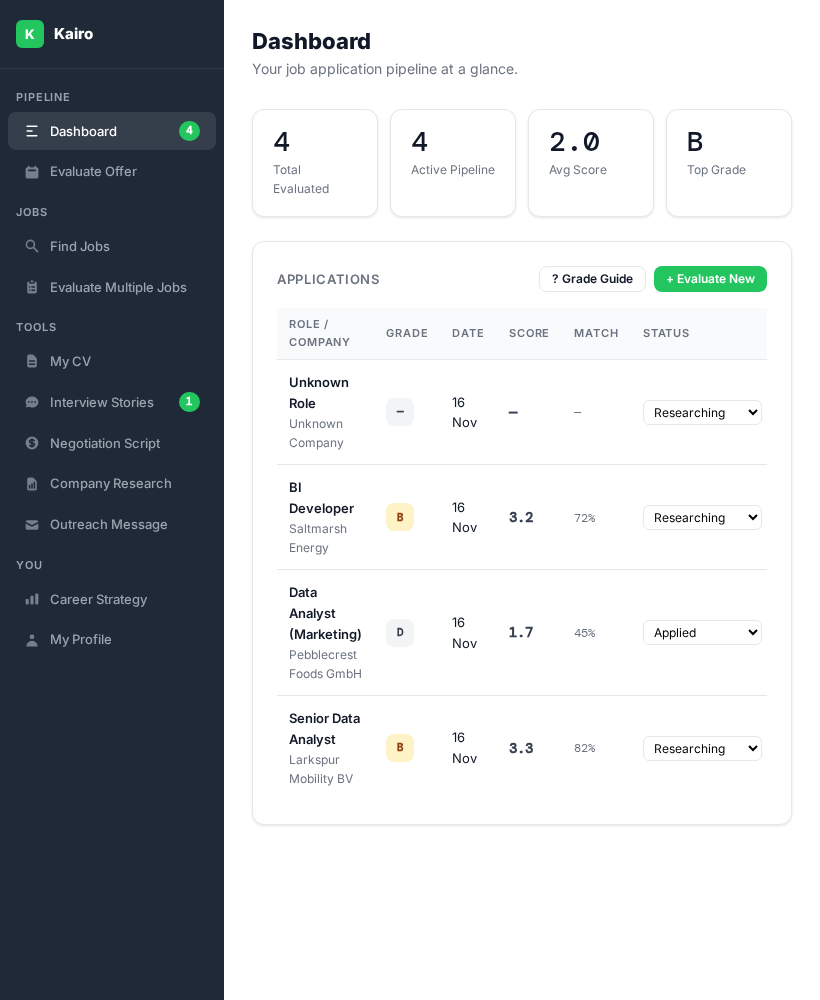 K Kairo
PIPELINE
Dashboard 4
Evaluate Offer
JOBS
Find Jobs
Evaluate Multiple Jobs
TOOLS
My CV
Interview Stories 1
Negotiation Script
Company Research
Outreach Message
YOU
Career Strategy
My Profile
Dashboard
Your job application pipeline at a glance.
4
Total
Evaluated
4
Active Pipeline
2.0
Avg Score
B
Top Grade
APPLICATIONS ? Grade Guide + Evaluate New
ROLE /
COMPANY GRADE DATE SCORE MATCH STATUS
Unknown
Role
Unknown
Company
—
16
Nov
—
—
Researching
BI
Developer
Saltmarsh
Energy
B
16
Nov
3.2
72%
Researching
Data
Analyst
(Marketing)
Pebblecrest
Foods GmbH
D
16
Nov
1.7
45%
Applied
Senior Data
Analyst
Larkspur
Mobility BV
B
16
Nov
3.3
82%
Researching